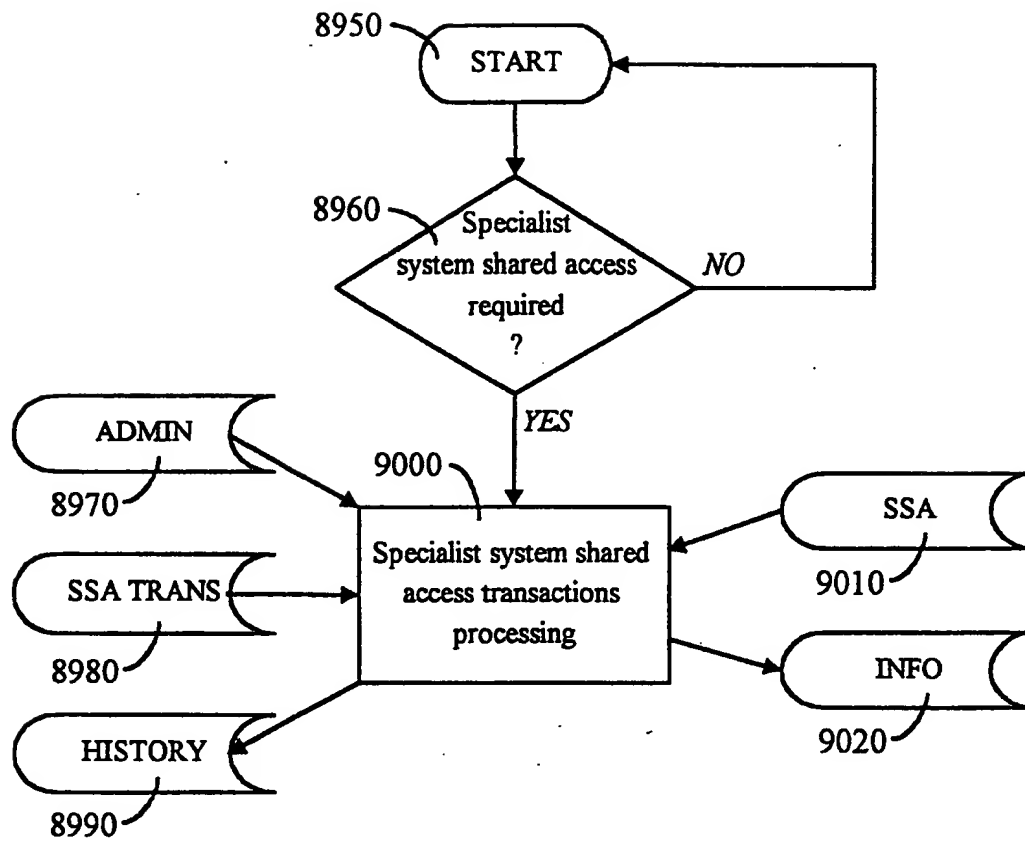 8950
START
8960
Specialist
system shared access
required
?
NO
YES
ADMIN
8970
9000
SSA
9010
Specialist system shared
access transactions
processing
SSA TRANS
8980
INFO
9020
HISTORY
8990